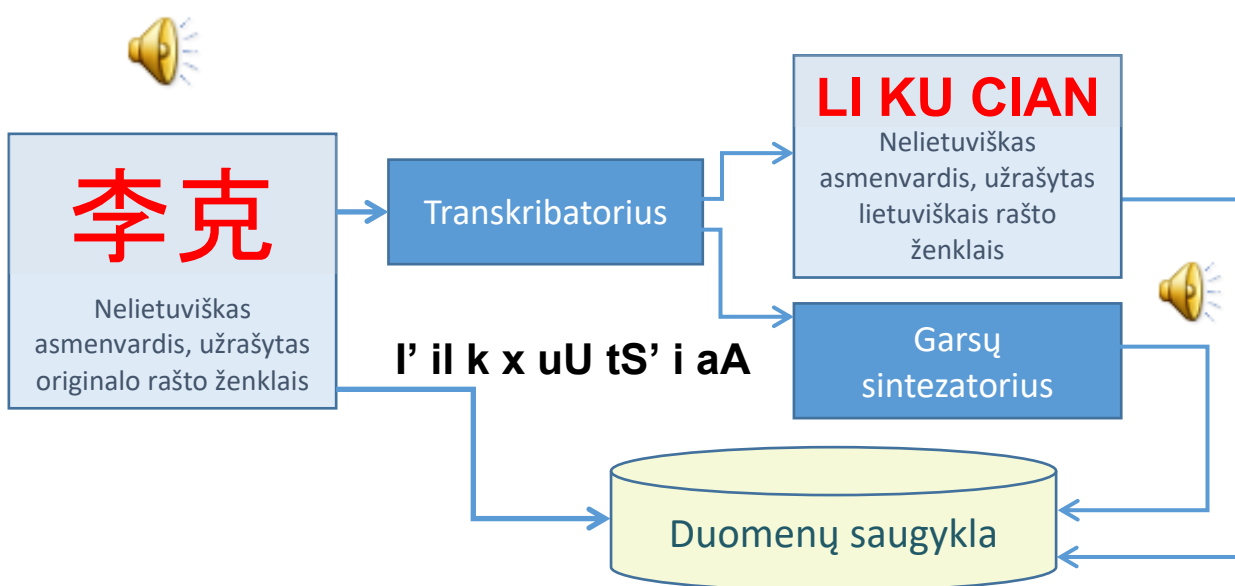 李克
Nelietuviškas
asmenvardis, užrašytas
originalo rašto ženklais
Transkribatorius
LI KU CIAN
Nelietuviškas
asmenvardis, užrašytas
lietuviškais rašto
ženklais
l’ iI k x uU tS’ i aA
Garsų
sintezatorius
Duomenų saugykla